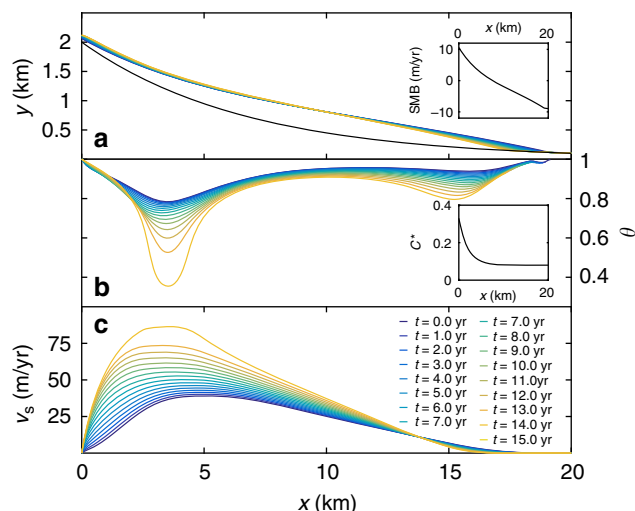 x (km)
0 20
10
0
−10
SMB (m/yr)
2
1.5
1
0.5
y (km)
a
1
0.8
0.6
0.4
θ
0.4
0.2
0
C*
0 20
x (km)
b
c
75
50
25
vs (m/yr)
t = 0.0 yr
t = 1.0 yr
t = 2.0 yr
t = 3.0 yr
t = 4.0 yr
t = 5.0 yr
t = 6.0 yr
t = 7.0 yr
t = 7.0 yr
t = 8.0 yr
t = 9.0 yr
t = 10.0 yr
t = 11.0yr
t = 12.0 yr
t = 13.0 yr
t = 14.0 yr
t = 15.0 yr
0 5 10 15 20
x (km)